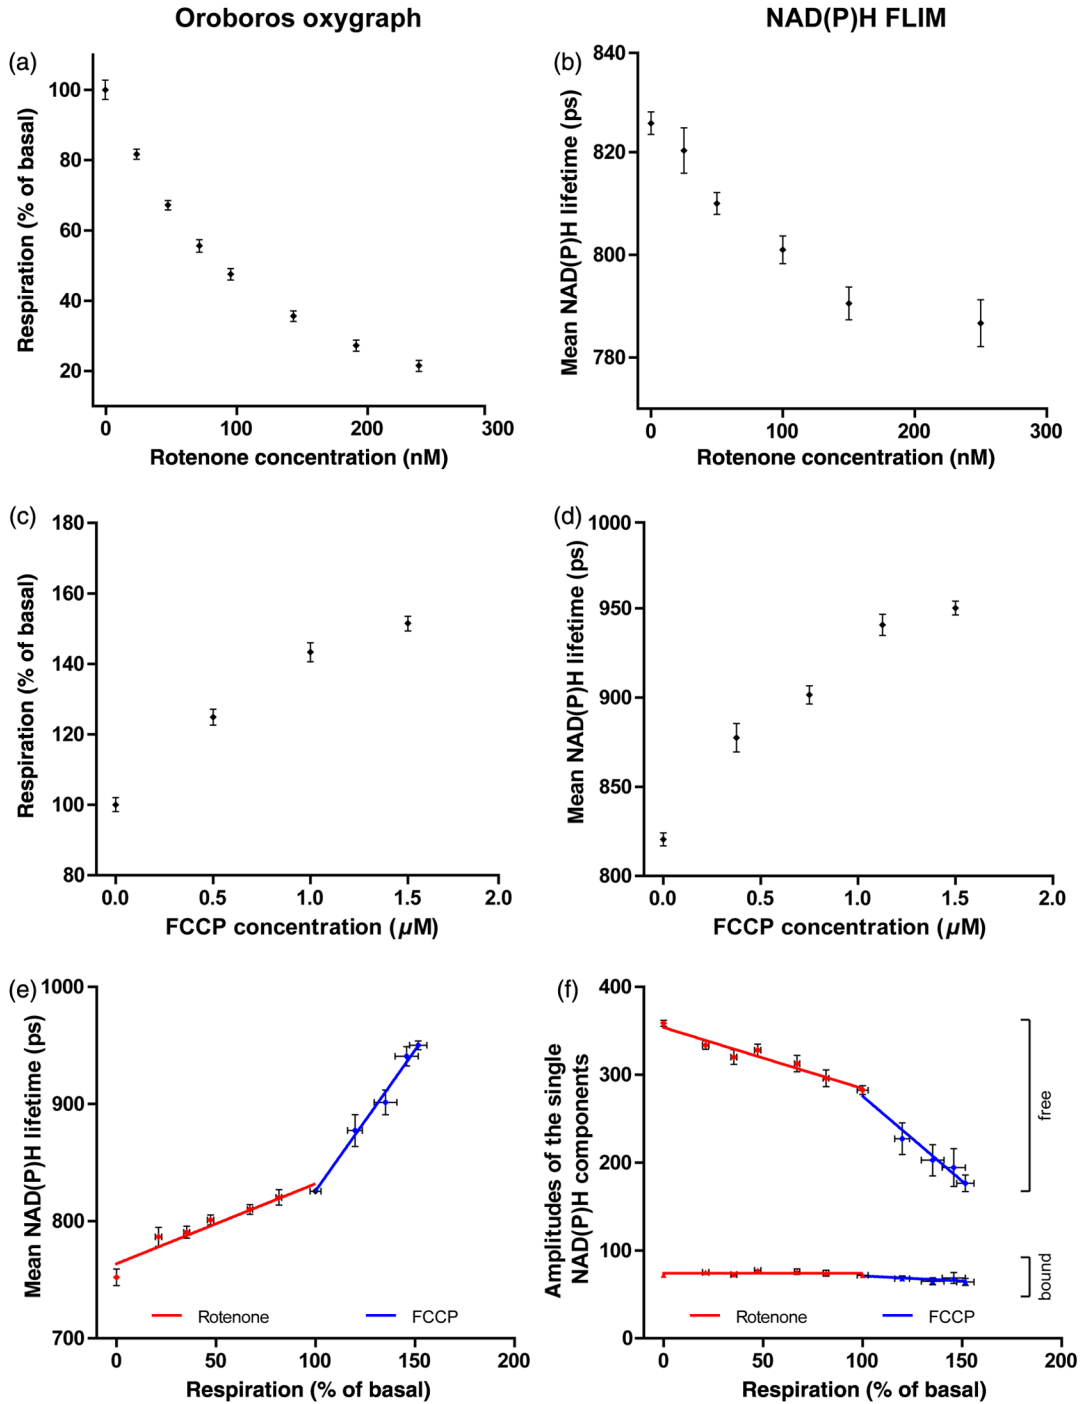 Oroboros oxygraph
NAD(P)H FLIM
(a)
Respiration (% of basal)
100
80
60
40
20
0
100
200
300
Rotenone concentration (nM)
(b)
Mean NAD(P)H lifetime (ps)
840
820
800
780
0
100
200
300
Rotenone concentration (nM)
(c)
Respiration (% of basal)
180
160
140
120
100
80
0.0
0.5
1.0
1.5
2.0
FCCP concentration (µM)
(d)
Mean NAD(P)H lifetime (ps)
1000
950
900
850
800
0.0
0.5
1.0
1.5
2.0
FCCP concentration (µM)
(e)
Mean NAD(P)H lifetime (ps)
1000
900
800
700
Rotenone
FCCP
0
50
100
150
200
Respiration (% of basal)
(f)
Amplitudes of the single
NAD(P)H components
400
300
200
100
0
free
bound
Rotenone
FCCP
0
50
100
150
200
Respiration (% of basal)